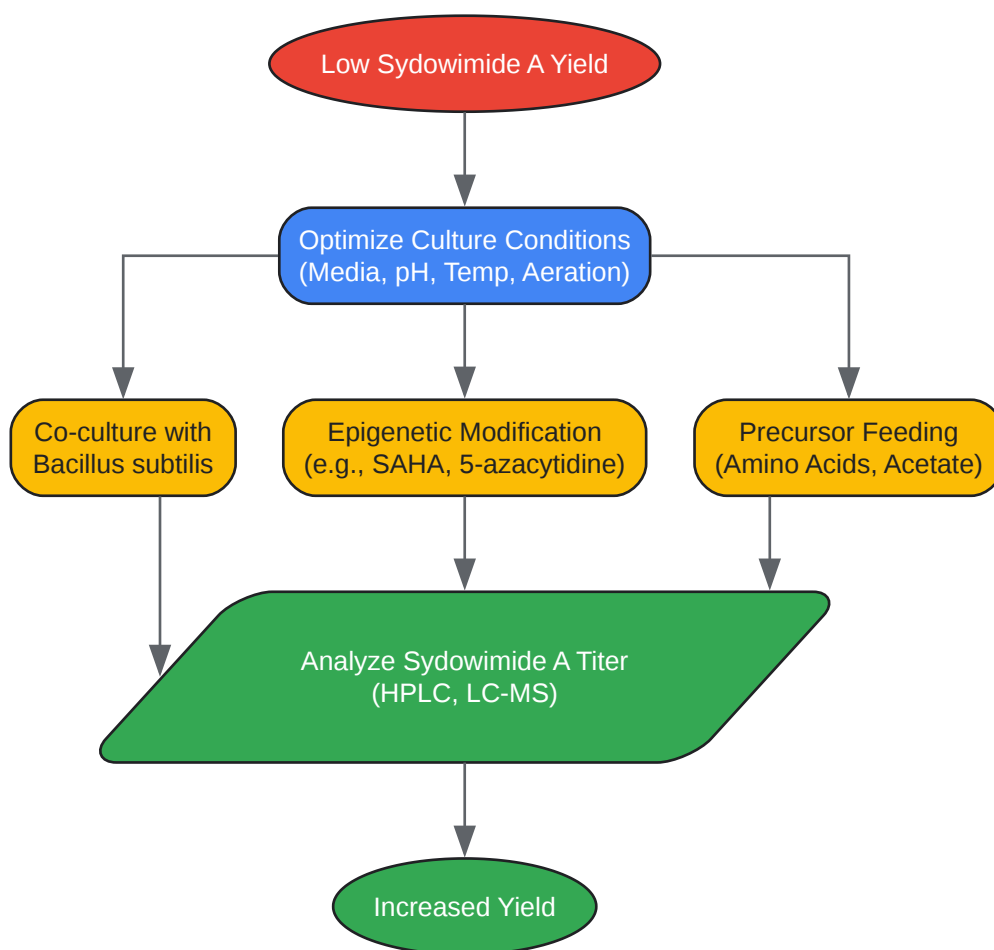 Low Sydowimide A Yield
Optimize Culture Conditions
(Media, pH, Temp, Aeration)
Co-culture with
Bacillus subtilis
Epigenetic Modification
(e.g., SAHA, 5-azacytidine)
Precursor Feeding
(Amino Acids, Acetate)
Analyze Sydowimide A Titer
(HPLC, LC-MS)
Increased Yield